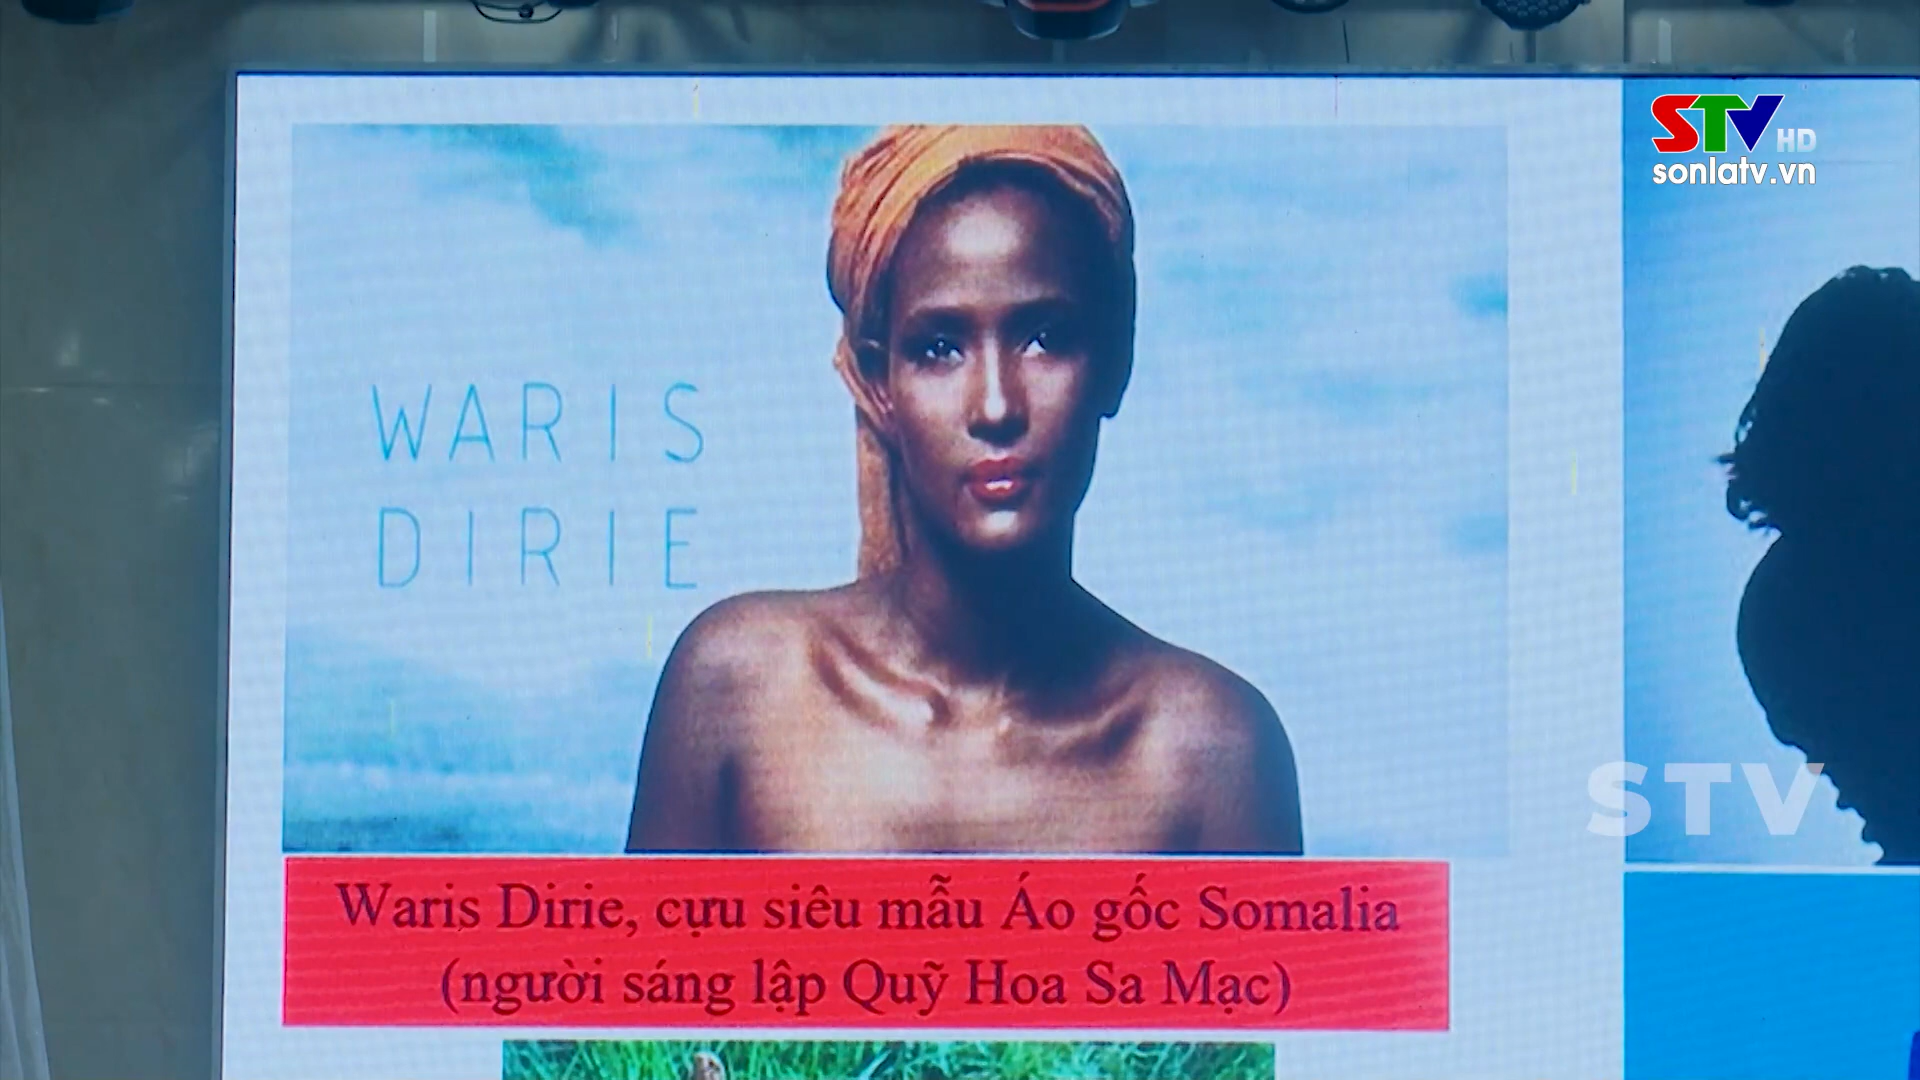 STV HD
sonlatv.vn
WARIS
DIRIE
STV
Waris Dirie, cựu siêu mẫu Áo gốc Somalia
(người sáng lập Quỹ Hoa Sa Mạc)